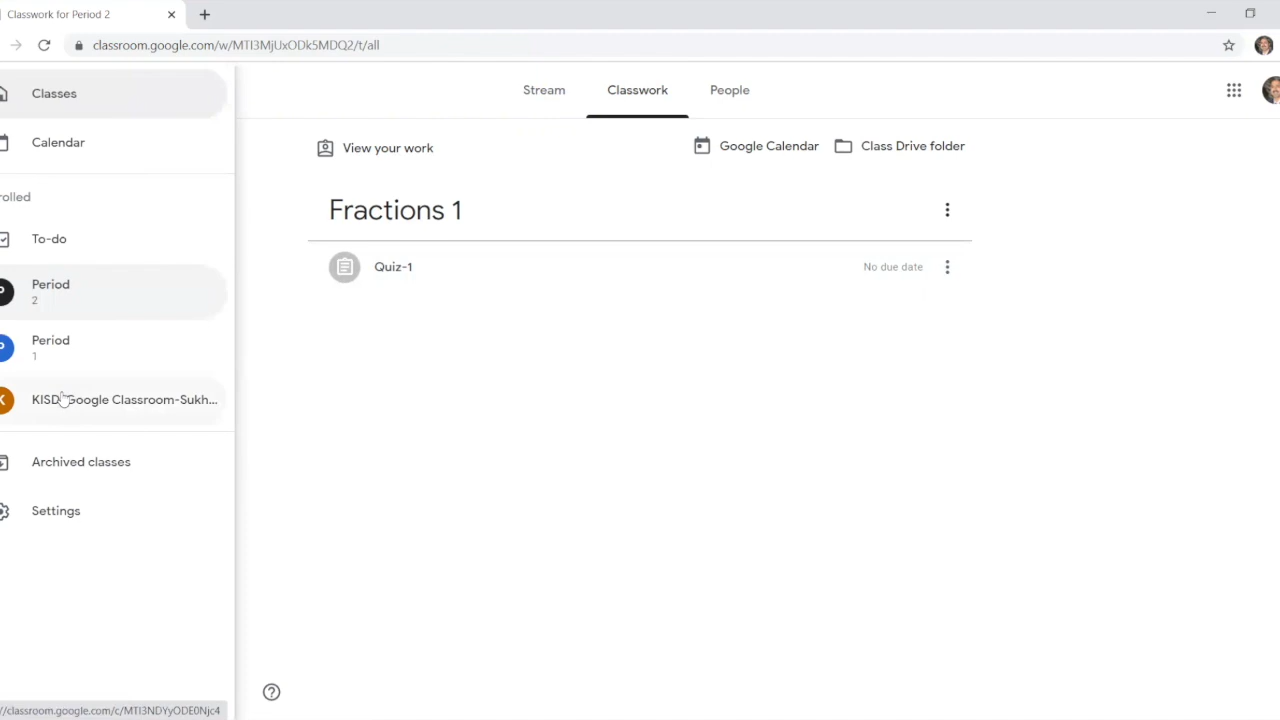 Classwork for Period 2
classroom.google.com/w/MTI3MjUxODk5MDQ2/t/all
Classes
Calendar
rolled
To-do
P Period
2
P Period
1
K KISD-Google Classroom-Sukh...
Archived classes
Settings
//classroom.google.com/c/MTI3NDYyODE0Njc4
Stream Classwork People
View your work
Google Calendar Class Drive folder
Fractions 1
Quiz-1 No due date